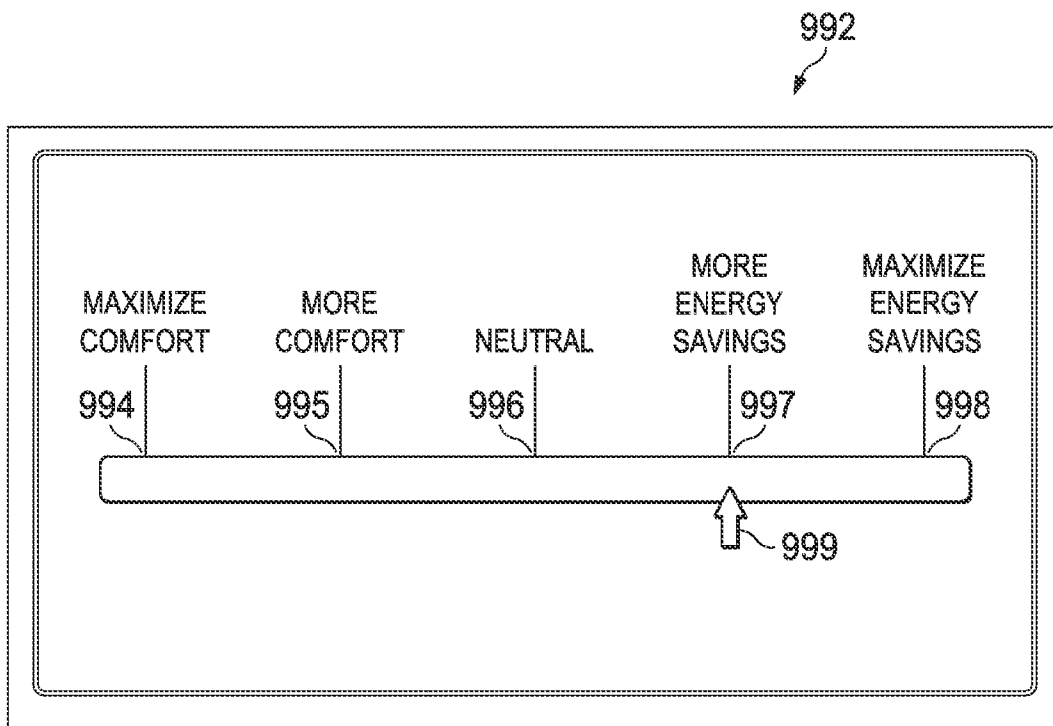 992
MAXIMIZE
COMFORT
MORE
COMFORT
NEUTRAL
MORE
ENERGY
SAVINGS
MAXIMIZE
ENERGY
SAVINGS
994
995
996
997
998
999